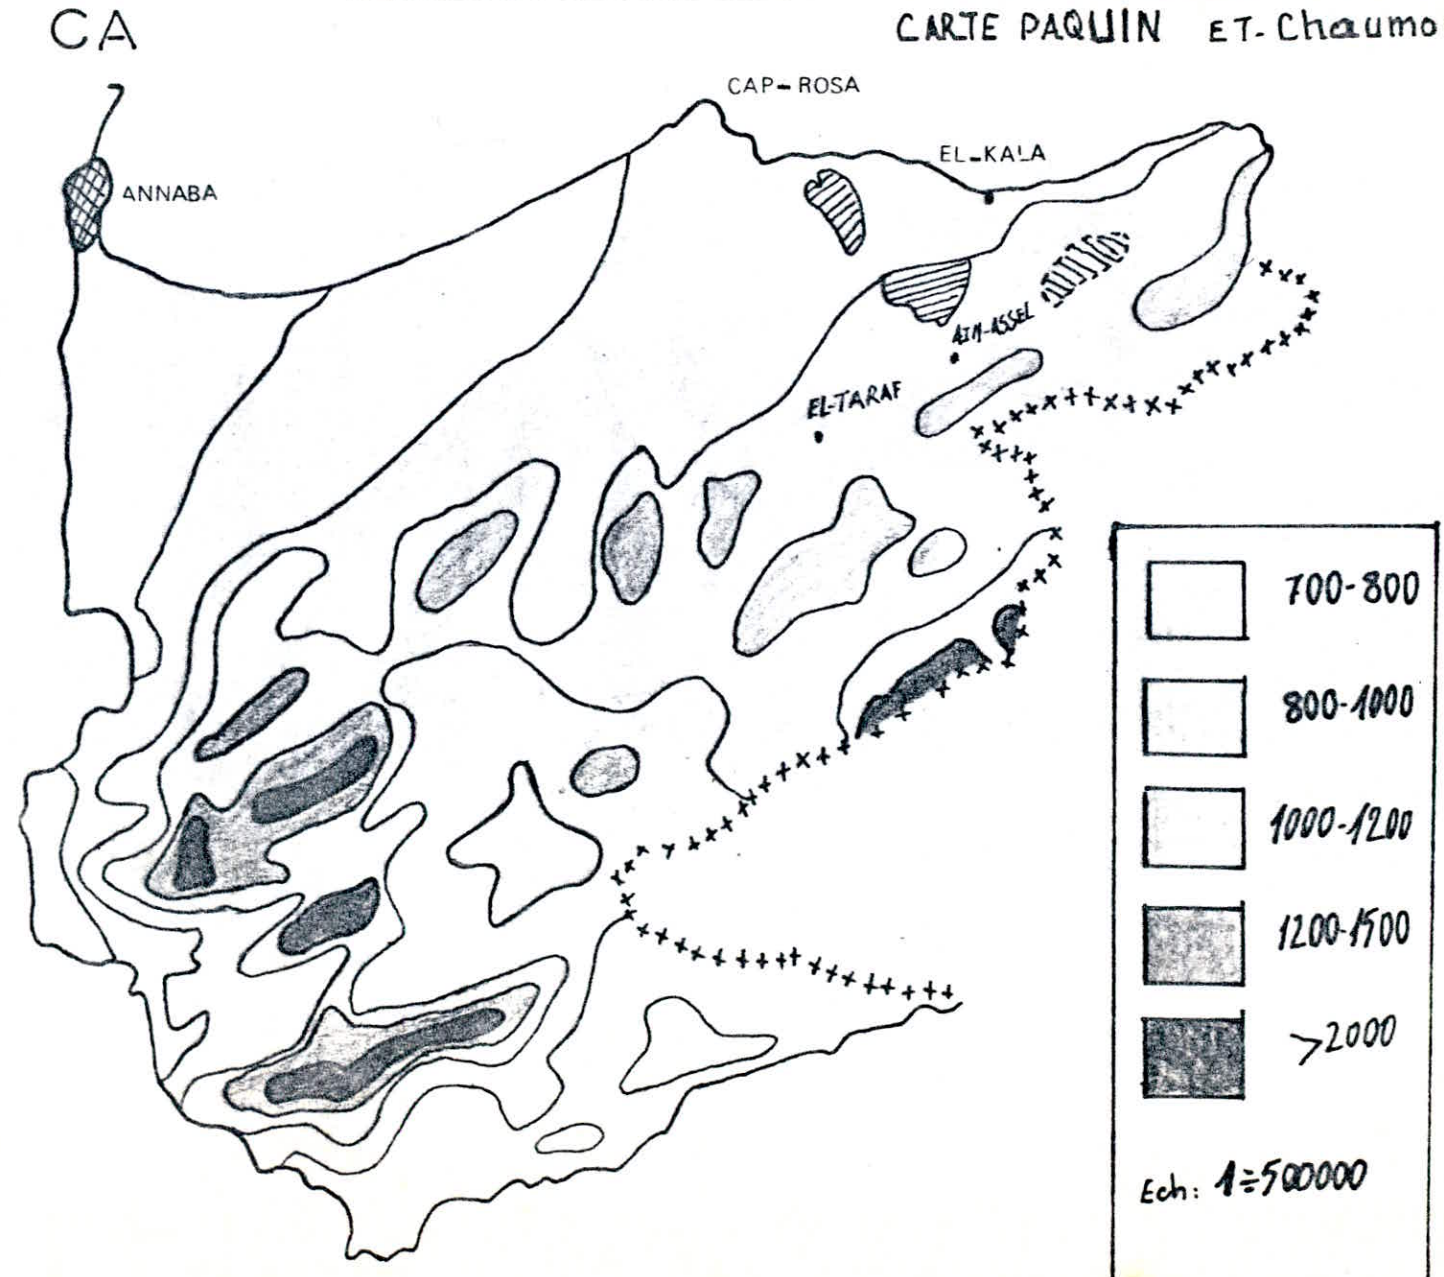 CA
CARTE PAQUIN ET-Chaumo
CAP-ROSA
EL-KALA
ANNABA
AIN-ASSEL
EL-TARAF
700-800
800-1000
1000-1200
1200-1500
>2000
Ech: 1÷500000